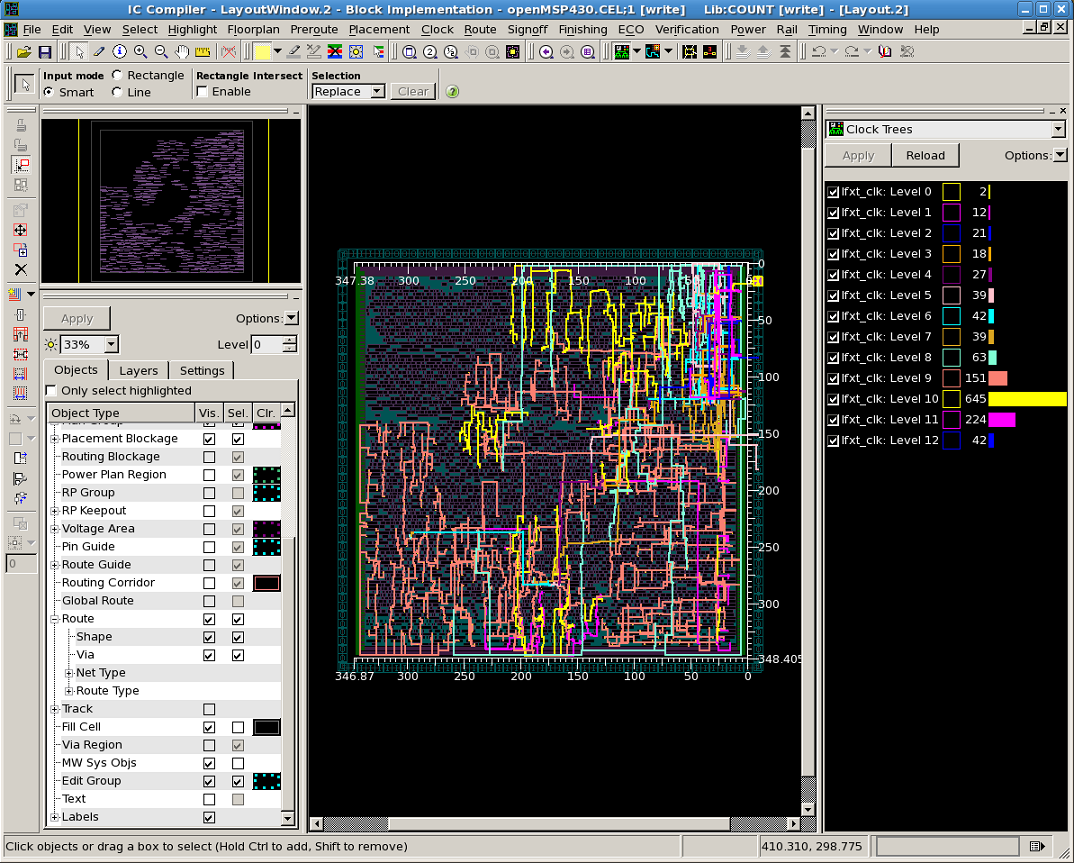 IC Compiler - LayoutWindow.2 - Block Implementation - openMSP430.CEL;1 [write]    Lib:COUNT [write] - [Layout.2]
File Edit View Select Highlight Floorplan Preroute Placement Clock Route Signoff Finishing ECO Verification Power Rail Timing Window Help
Input mode
Rectangle
Smart
Line
Rectangle Intersect
Enable
Selection
Replace
Clear
Apply
Options:
33%
Level 0
Objects Layers Settings
Only select highlighted
Object Type Vis. Sel. Clr.
Placement Blockage
Routing Blockage
Power Plan Region
RP Group
RP Keepout
Voltage Area
Pin Guide
Route Guide
Routing Corridor
Global Route
Route
Shape
Via
Net Type
Route Type
Track
Fill Cell
Via Region
MW Sys Objs
Edit Group
Text
Labels
0
347.38 300 250 200 150 100
0
50
100
150
200
250
300
348.405
346.87 300 250 200 150 100 50 0
Clock Trees
Apply Reload Options:
lfxt_clk: Level 0 2
lfxt_clk: Level 1 12
lfxt_clk: Level 2 21
lfxt_clk: Level 3 18
lfxt_clk: Level 4 27
lfxt_clk: Level 5 39
lfxt_clk: Level 6 42
lfxt_clk: Level 7 39
lfxt_clk: Level 8 63
lfxt_clk: Level 9 151
lfxt_clk: Level 10 645
lfxt_clk: Level 11 224
lfxt_clk: Level 12 42
Click objects or drag a box to select (Hold Ctrl to add, Shift to remove)
410.310, 298.775